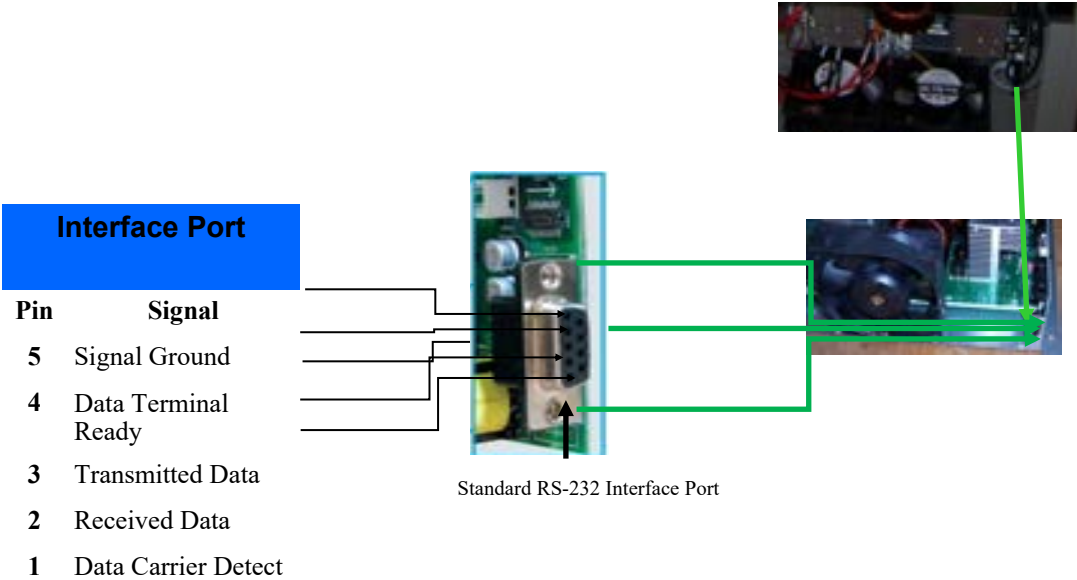 Interface Port
Pin Signal
5 Signal Ground
4 Data Terminal
Ready
3 Transmitted Data
2 Received Data
1 Data Carrier Detect
Standard RS-232 Interface Port